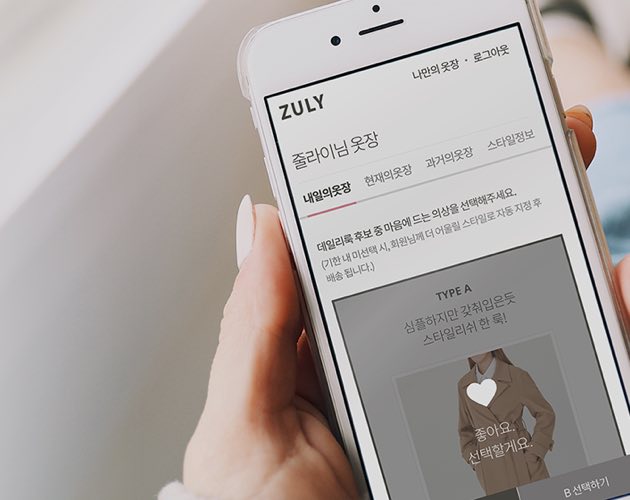 나만의 옷장 · 로그아웃
ZULY
줄라이님 옷장
내일의옷장 현재의옷장 과거의옷장 스타일정보
데일리룩 후보 중 마음에 드는 의상을 선택해주세요.
(기한 내 미선택 시, 회원님께 더 어울릴 스타일로 자동 지정 후
배송 됩니다.)
TYPE A
심플하지만 갖춰입은듯
스타일리쉬 한 룩!
좋아요.
선택할게요.
B 선택하기